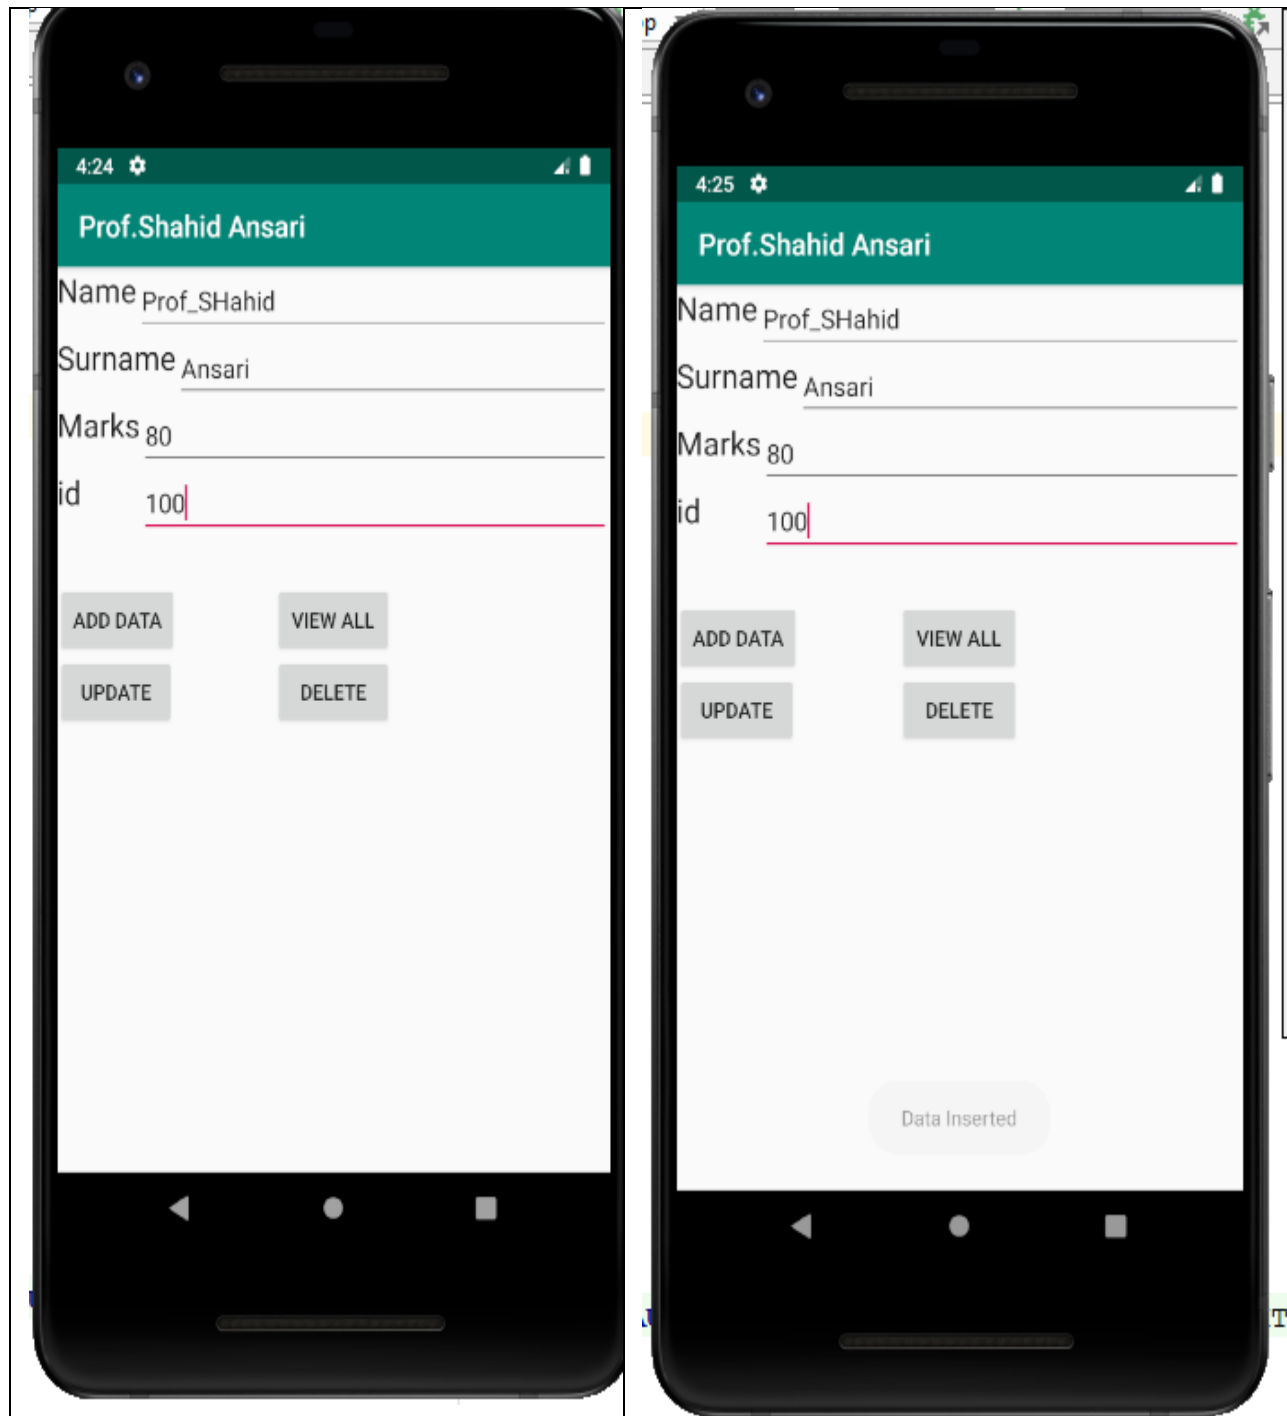 4:24
Prof.Shahid Ansari
Name Prof_SHahid
Surname Ansari
Marks 80
id 100
ADD DATA VIEW ALL
UPDATE DELETE
op
4:25
Prof.Shahid Ansari
Name Prof_SHahid
Surname Ansari
Marks 80
id 100
ADD DATA VIEW ALL
UPDATE DELETE
Data Inserted